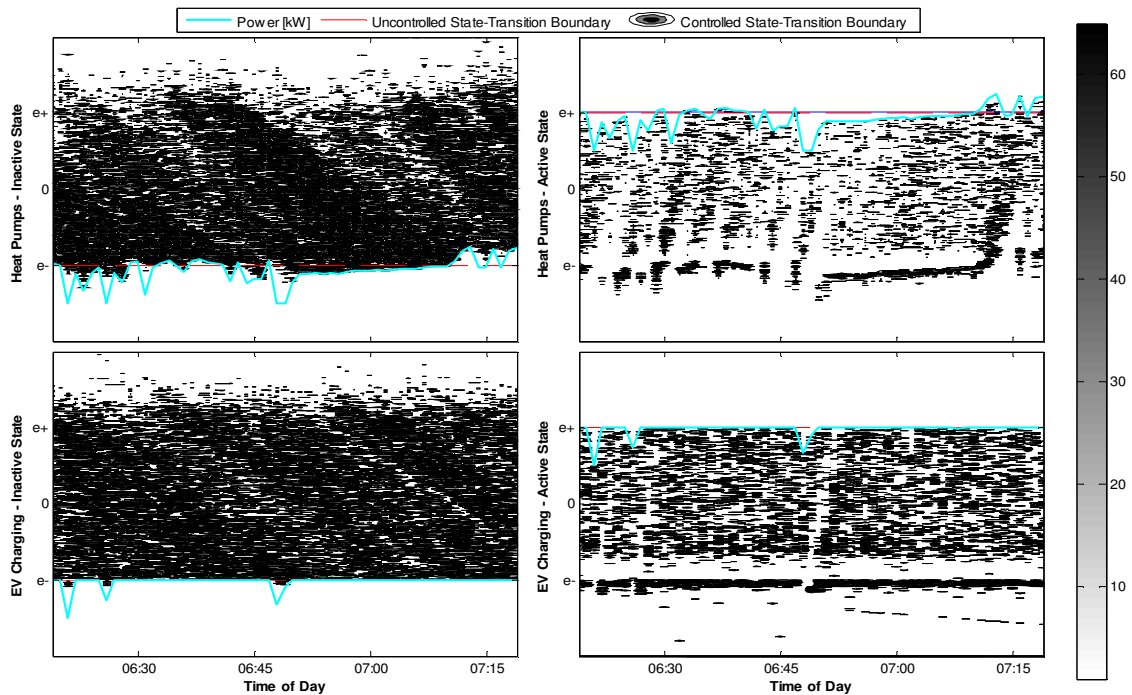 Power [kW] Uncontrolled State-Transition Boundary Controlled State-Transition Boundary
Heat Pumps - Inactive State
e+
0
e-
Heat Pumps - Active State
e+
0
e-
EV Charging - Inactive State
e+
0
e-
06:30 06:45 07:00 07:15
Time of Day
EV Charging - Active State
e+
0
e-
06:30 06:45 07:00 07:15
Time of Day
60
50
40
30
20
10